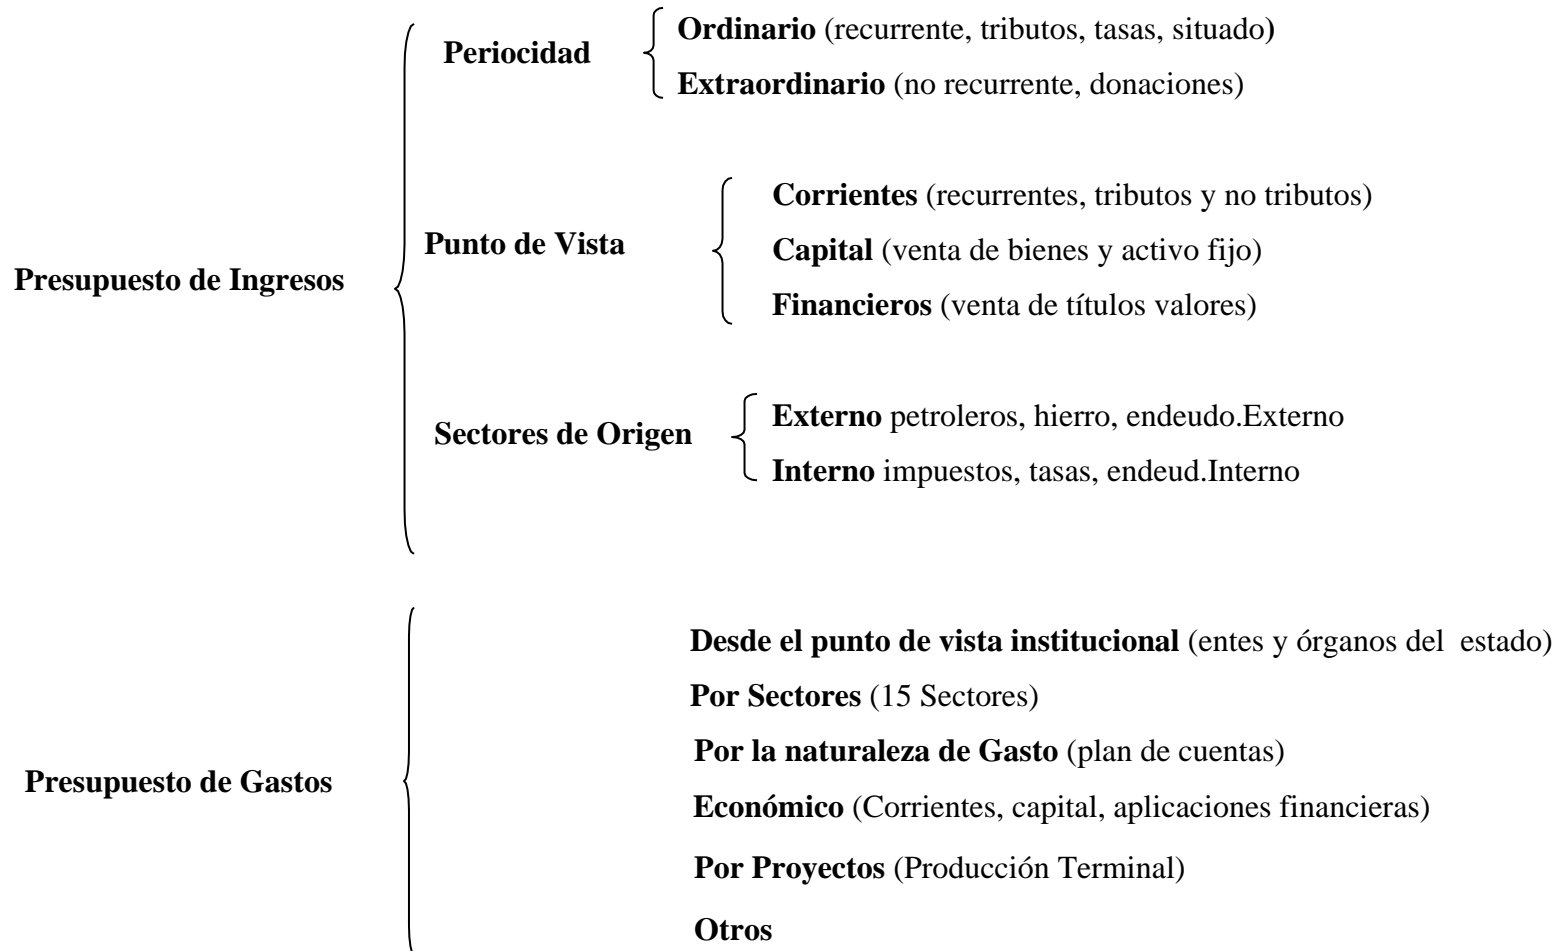 Presupuesto de Ingresos
Periocidad
Ordinario (recurrente, tributos, tasas, situado)
Extraordinario (no recurrente, donaciones)
Punto de Vista
Corrientes (recurrentes, tributos y no tributos)
Capital (venta de bienes y activo fijo)
Financieros (venta de títulos valores)
Sectores de Origen
Externo petroleros, hierro, endeudo.Externo
Interno impuestos, tasas, endeud.Interno
Presupuesto de Gastos
Desde el punto de vista institucional (entes y órganos del  estado)
Por Sectores (15 Sectores)
Por la naturaleza de Gasto (plan de cuentas)
Económico (Corrientes, capital, aplicaciones financieras)
Por Proyectos (Producción Terminal)
Otros